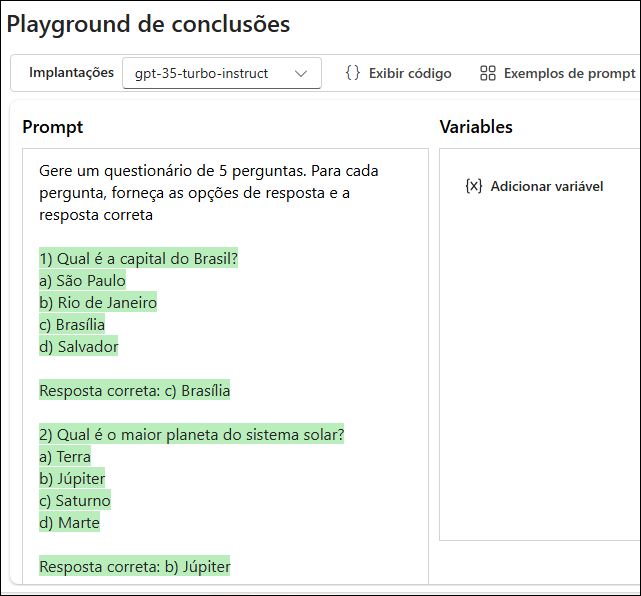 Playground de conclusões
Implantações gpt-35-turbo-instruct {} Exibir código Exemplos de prompt
Prompt
Gere um questionário de 5 perguntas. Para cada
pergunta, forneça as opções de resposta e a
resposta correta
1) Qual é a capital do Brasil?
a) São Paulo
b) Rio de Janeiro
c) Brasília
d) Salvador
Resposta correta: c) Brasília
2) Qual é o maior planeta do sistema solar?
a) Terra
b) Júpiter
c) Saturno
d) Marte
Resposta correta: b) Júpiter
Variables
{x} Adicionar variável